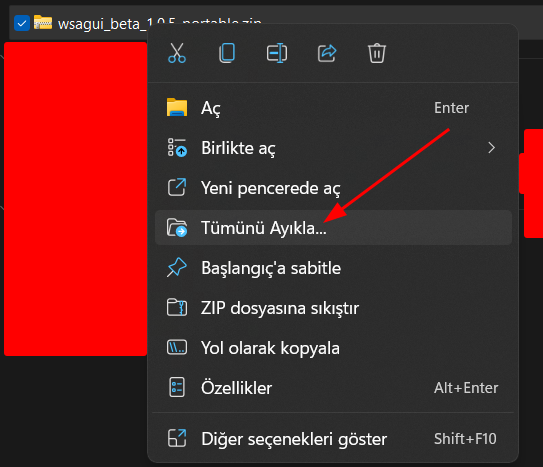 wsagui_beta_1.0.5_portable.zip
Aç Enter
Birlikte aç
Yeni pencerede aç
Tümünü Ayıkla...
Başlangıç'a sabitle
ZIP dosyasına sıkıştır
Yol olarak kopyala
Özellikler Alt+Enter
Diğer seçenekleri göster Shift+F10